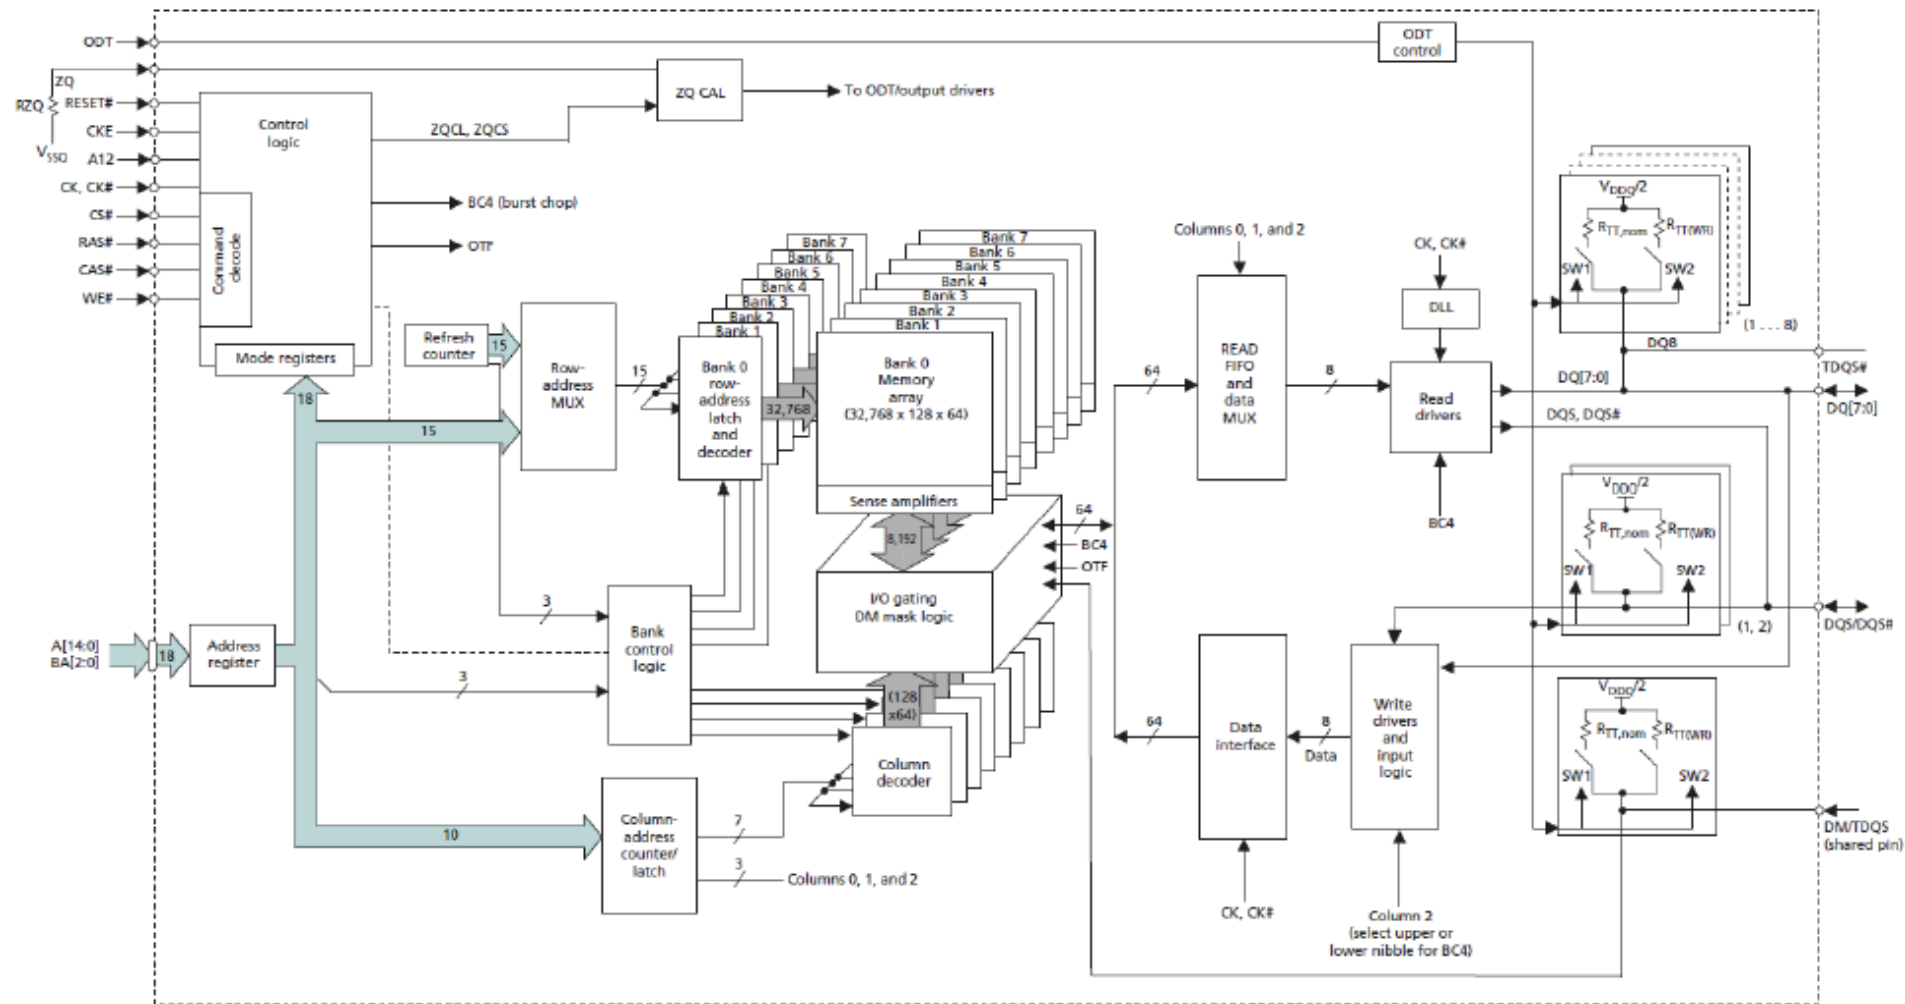 ODT
ODT
control
ZQ
RZQ
RESET#
CKE
VSSQ
A12
CK, CK#
CS#
RAS#
CAS#
WE#
Control
logic
Command
decode
Mode registers
ZQ CAL
To ODT/output drivers
ZQCL, ZQCS
BC4 (burst chop)
OTF
Refresh
counter
15
Row-
address
MUX
15
18
15
Bank 7
Bank 6
Bank 5
Bank 4
Bank 3
Bank 2
Bank 1
Bank 0
row-
address
latch
and
decoder
32,768
Bank 7
Bank 6
Bank 5
Bank 4
Bank 3
Bank 2
Bank 1
Bank 0
Memory
array
(32,768 x 128 x 64)
Sense amplifiers
8,192
64
BC4
OTF
I/O gating
DM mask logic
(128
x64)
Column
decoder
3
Bank
control
logic
3
A[14:0]
BA[2:0]
18
Address
register
10
Column-
address
counter/
latch
7
3
Columns 0, 1, and 2
Columns 0, 1, and 2
64
READ
FIFO
and
data
MUX
8
CK, CK#
DLL
Read
drivers
BC4
DQ[7:0]
DQS, DQS#
64
Data
interface
8
Data
CK, CK#
Write
drivers
and
input
logic
Column 2
(select upper or
lower nibble for BC4)
VDDQ/2
RTT,nom
RTT(WR)
SW1
SW2
(1 . . . 8)
DQ8
TDQS#
DQ[7:0]
VDDQ/2
RTT,nom
RTT(WR)
SW1
SW2
(1, 2)
DQS/DQS#
VDDQ/2
RTT,nom
RTT(WR)
SW1
SW2
DM/TDQS
(shared pin)